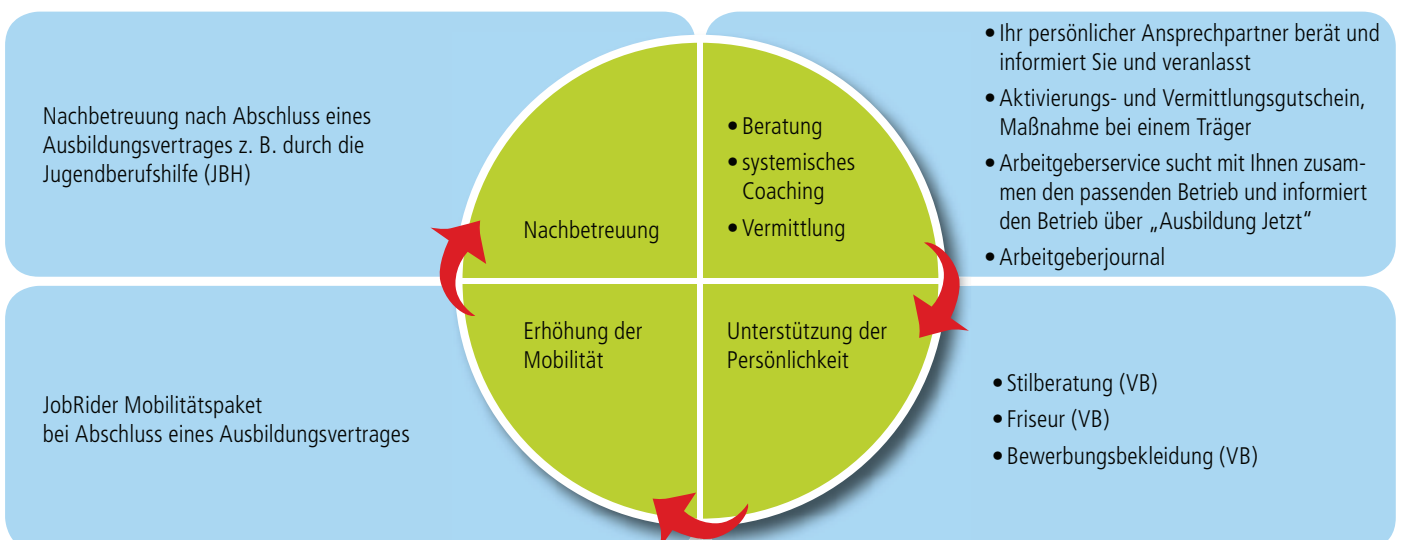 Nachbetreuung nach Abschluss eines
Ausbildungsvertrages z. B. durch die
Jugendberufshilfe (JBH)
Nachbetreuung
• Beratung
• systemisches
Coaching
• Vermittlung
• Ihr persönlicher Ansprechpartner berät und
informiert Sie und veranlasst
• Aktivierungs- und Vermittlungsgutschein,
Maßnahme bei einem Träger
• Arbeitgeberservice sucht mit Ihnen zusam-
men den passenden Betrieb und informiert
den Betrieb über „Ausbildung Jetzt“
• Arbeitgeberjournal
JobRider Mobilitätspaket
bei Abschluss eines Ausbildungsvertrages
Erhöhung der
Mobilität
Unterstützung der
Persönlichkeit
• Stilberatung (VB)
• Friseur (VB)
• Bewerbungsbekleidung (VB)